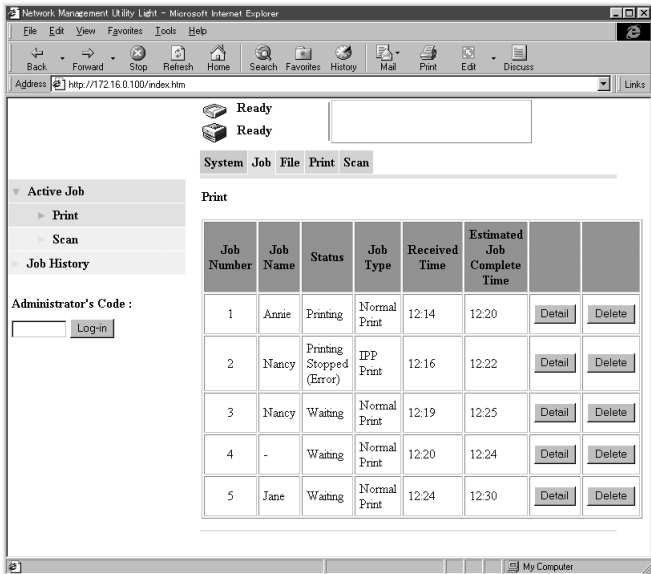 Network Management Utility Light - Microsoft Internet Explorer
File Edit View Favorites Tools Help
Back Forward Stop Refresh Home Search Favorites History Mail Print Edit Discuss
Address http://172.16.0.100/index.htm Links
Ready
Ready
System Job File Print Scan
Active Job
Print
Scan
Job History
Administrator's Code :
Log-in
Print
Job Number Job Name Status Job Type Received Time Estimated Job Complete Time
1 Annie Printing Normal Print 12:14 12:20 Detail Delete
2 Nancy Printing Stopped (Error) IPP Print 12:16 12:22 Detail Delete
3 Nancy Waiting Normal Print 12:19 12:25 Detail Delete
4 - Waiting Normal Print 12:20 12:24 Detail Delete
5 Jane Waiting Normal Print 12:24 12:30 Detail Delete
My Computer